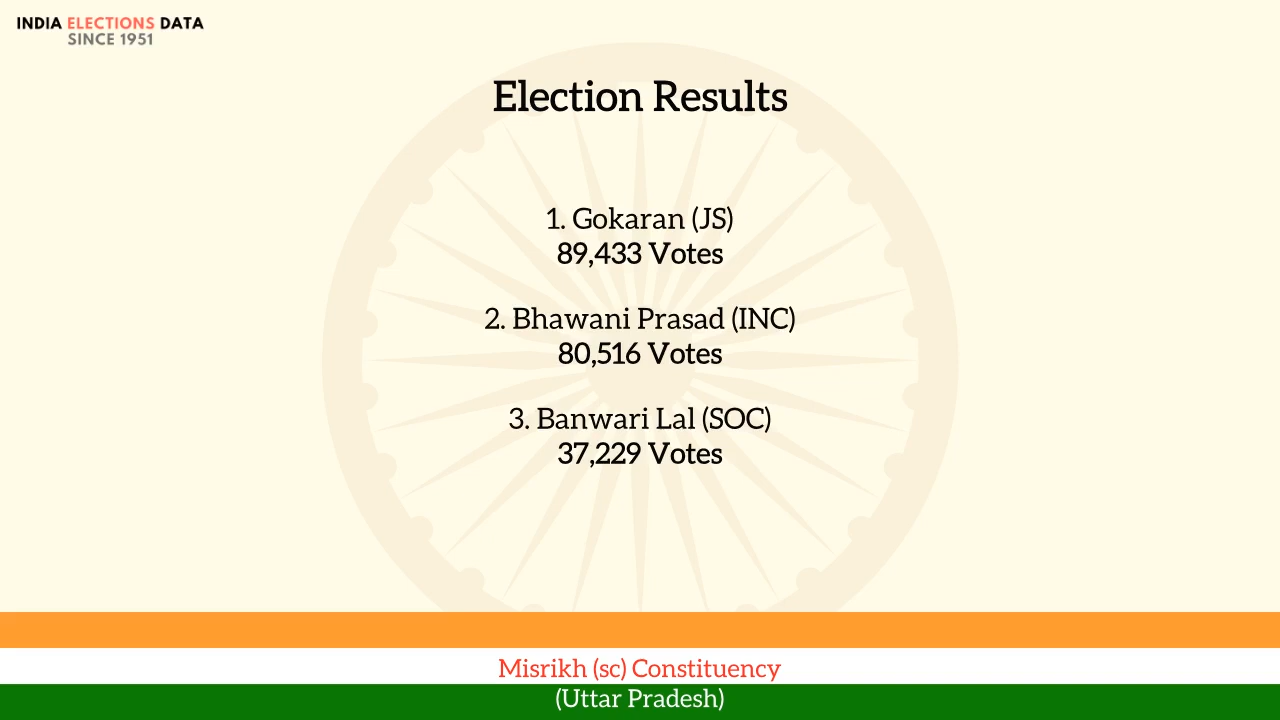 INDIA ELECTIONS DATA
SINCE 1951
Election Results
1. Gokaran (JS)
89,433 Votes
2. Bhawani Prasad (INC)
80,516 Votes
3. Banwari Lal (SOC)
37,229 Votes
Misrikh (sc) Constituency
(Uttar Pradesh)